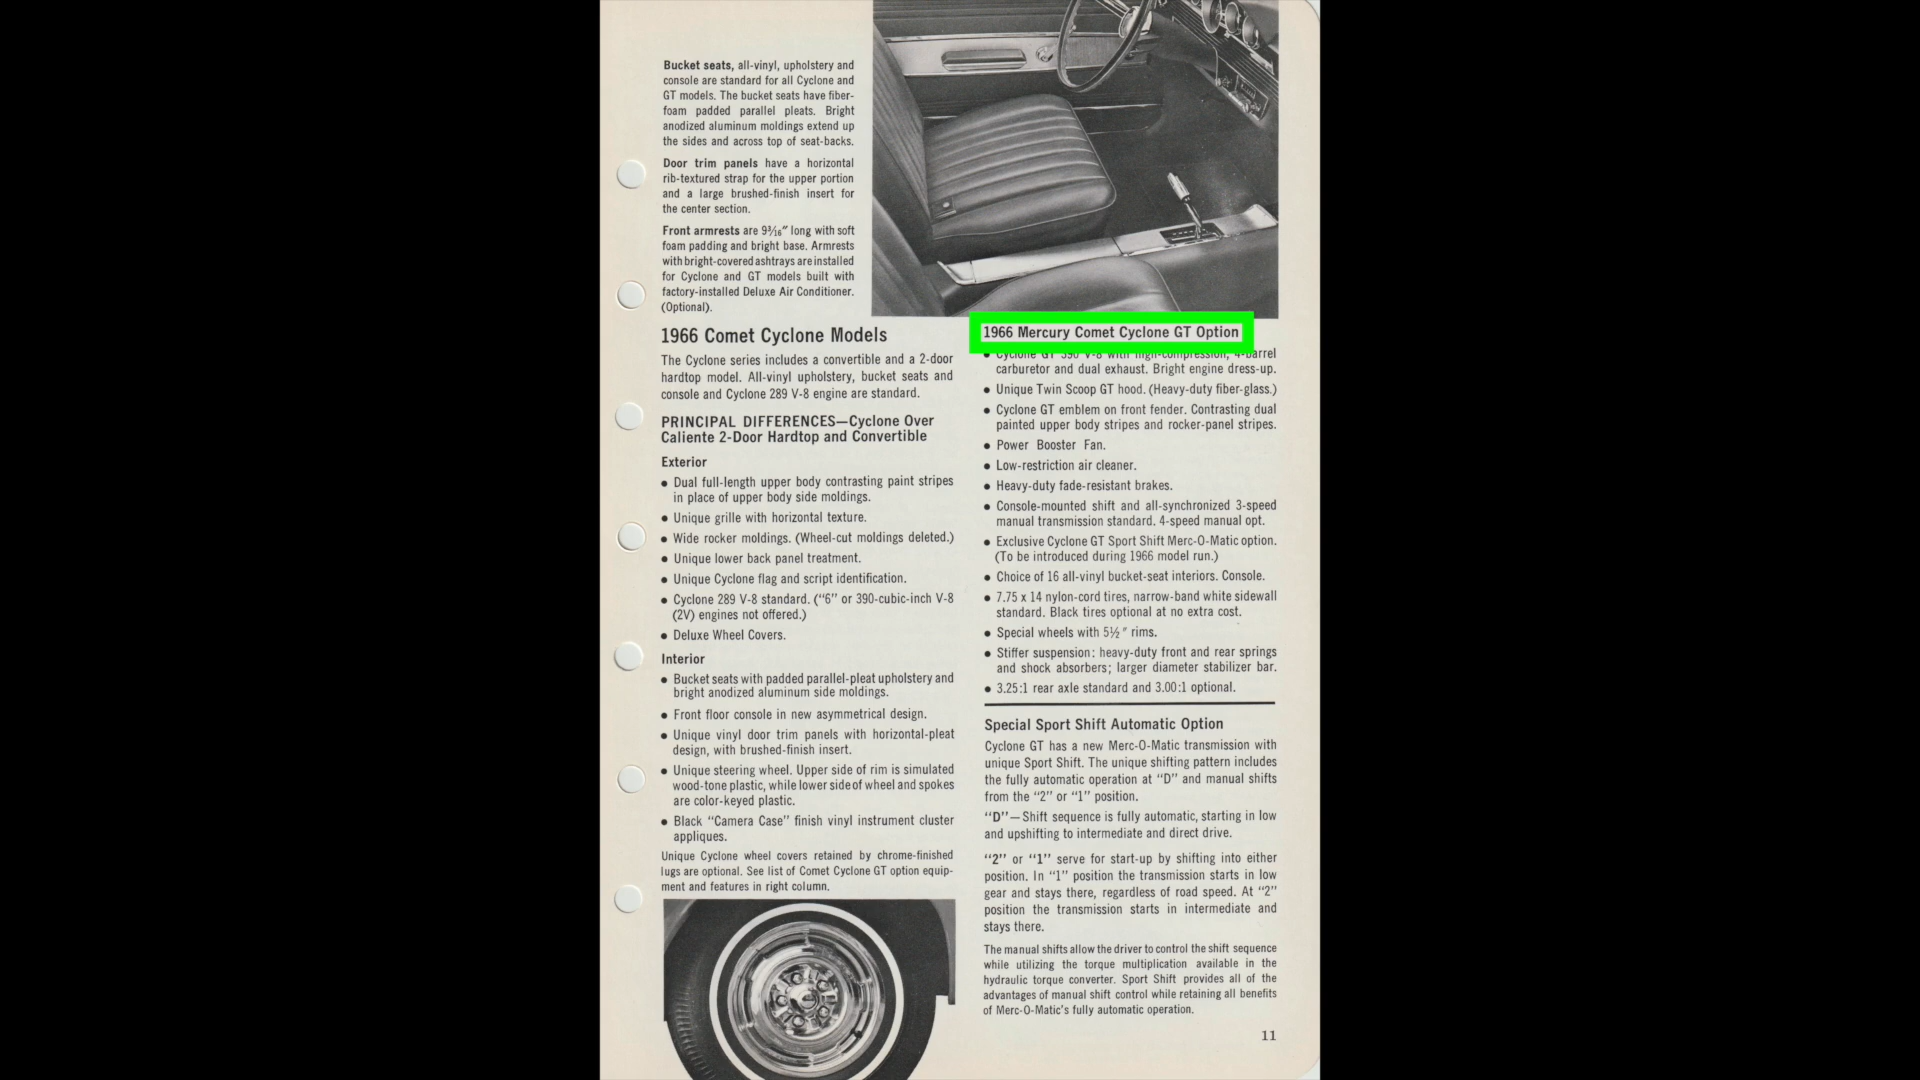 Bucket seats, all-vinyl, upholstery and
console are standard for all Cyclone and
GT models. The bucket seats have fiber-
foam padded parallel pleats. Bright
anodized aluminum moldings extend up
the sides and across top of seat-backs.
Door trim panels have a horizontal
rib-textured strap for the upper portion
and a large brushed-finish insert for
the center section.
Front armrests are 9³⁄₁₆″ long with soft
foam padding and bright base. Armrests
with bright-covered ashtrays are installed
for Cyclone and GT models built with
factory-installed Deluxe Air Conditioner.
(Optional).
1966 Comet Cyclone Models
The Cyclone series includes a convertible and a 2-door
hardtop model. All-vinyl upholstery, bucket seats and
console and Cyclone 289 V-8 engine are standard.
PRINCIPAL DIFFERENCES—Cyclone Over
Caliente 2-Door Hardtop and Convertible
Exterior
• Dual full-length upper body contrasting paint stripes
in place of upper body side moldings.
• Unique grille with horizontal texture.
• Wide rocker moldings. (Wheel-cut moldings deleted.)
• Unique lower back panel treatment.
• Unique Cyclone flag and script identification.
• Cyclone 289 V-8 standard. (“6” or 390-cubic-inch V-8
(2V) engines not offered.)
• Deluxe Wheel Covers.
Interior
• Bucket seats with padded parallel-pleat upholstery and
bright anodized aluminum side moldings.
• Front floor console in new asymmetrical design.
• Unique vinyl door trim panels with horizontal-pleat
design, with brushed-finish insert.
• Unique steering wheel. Upper side of rim is simulated
wood-tone plastic, while lower side of wheel and spokes
are color-keyed plastic.
• Black “Camera Case” finish vinyl instrument cluster
appliques.
Unique Cyclone wheel covers retained by chrome-finished
lugs are optional. See list of Comet Cyclone GT option equip-
ment and features in right column.
1966 Mercury Comet Cyclone GT Option
• Cyclone GT 390 V-8 with high-compression, 4-barrel
carburetor and dual exhaust. Bright engine dress-up.
• Unique Twin Scoop GT hood. (Heavy-duty fiber-glass.)
• Cyclone GT emblem on front fender. Contrasting dual
painted upper body stripes and rocker-panel stripes.
• Power Booster Fan.
• Low-restriction air cleaner.
• Heavy-duty fade-resistant brakes.
• Console-mounted shift and all-synchronized 3-speed
manual transmission standard. 4-speed manual opt.
• Exclusive Cyclone GT Sport Shift Merc-O-Matic option.
(To be introduced during 1966 model run.)
• Choice of 16 all-vinyl bucket-seat interiors. Console.
• 7.75 x 14 nylon-cord tires, narrow-band white sidewall
standard. Black tires optional at no extra cost.
• Special wheels with 5½″ rims.
• Stiffer suspension: heavy-duty front and rear springs
and shock absorbers; larger diameter stabilizer bar.
• 3.25:1 rear axle standard and 3.00:1 optional.
Special Sport Shift Automatic Option
Cyclone GT has a new Merc-O-Matic transmission with
unique Sport Shift. The unique shifting pattern includes
the fully automatic operation at “D” and manual shifts
from the “2” or “1” position.
“D”—Shift sequence is fully automatic, starting in low
and upshifting to intermediate and direct drive.
“2” or “1” serve for start-up by shifting into either
position. In “1” position the transmission starts in low
gear and stays there, regardless of road speed. At “2”
position the transmission starts in intermediate and
stays there.
The manual shifts allow the driver to control the shift sequence
while utilizing the torque multiplication available in the
hydraulic torque converter. Sport Shift provides all of the
advantages of manual shift control while retaining all benefits
of Merc-O-Matic's fully automatic operation.
11